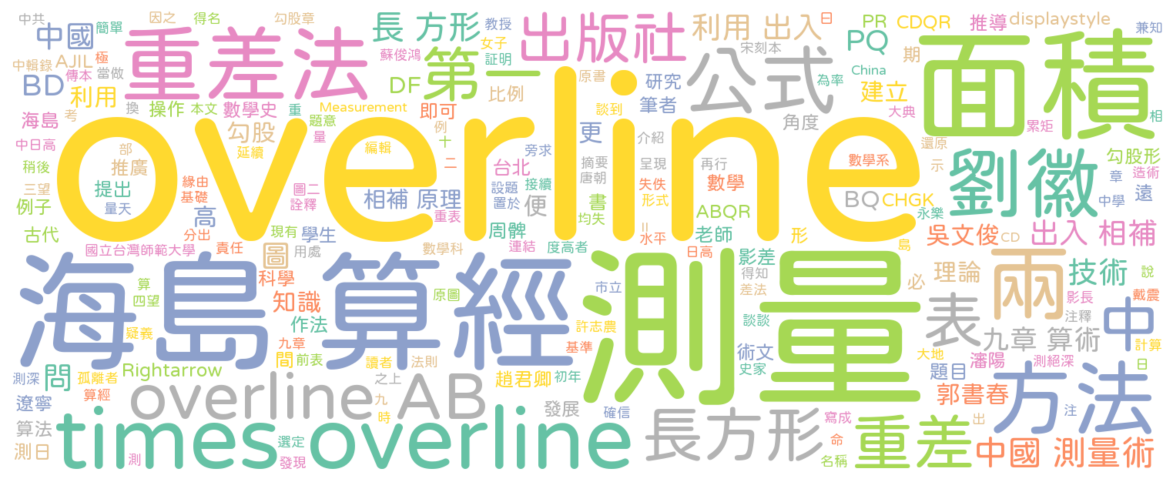 overline
測量
海島 算經
面積
times overline
overline AB
重差法
出版社
公式
第一
劉徽
兩
方法
長方形
重差
中
表
中國 測量術
九章 算術
長 方形
利用 出入
出入 相補
相補 原理
中國
BD
利用
海島
提出
例子
古代
推廣
操作
數學史
勾股
高
圖
科學
知識
作法
間
問
遼寧
算法
測日
Rightarrow
趙君卿
發展
周髀
便
書
台北
更
研究
筆者
即可
比例
DF
PQ
PR
CDQR
建立
角度
推導
displaystyle
期
數學
ABQR
老師
影差
BQ
CHGK
吳文俊
理論
技術
必
題目
郭書春
瀋陽
術文
史家
勾股形
遠
章
造術
學生
中共
因之
得名
勾股章
簡單
AJIL
中輯錄
極
傳本
當做
考
換
本文
重
Measurement
題意
量
延續
編輯
例
十
二
部
稍後
三望
量天
緣由
基礎
圖二
詮釋
置於
設題
接續
旁求
重表
連結
形式
失佚
均失
摘要
唐朝
介紹
呈現
水平
還原
教授
女子
証明
蘇俊鴻
原書
談到
宋刻本
為率
China
日
大典
兼知
累矩
相
再行
數學系
示
永樂
中學
形
島
CD
日高
得知
差法
談談
影長
注釋
戴震
說
計算
注
測絕深
大地
讀者
法則
許志農
基準
市立
度高者
數學科
原圖
用處
現有
責任
分出
國立台灣師範大學
名稱
中日高
測深
孤離者
算經
四望
疑義
九章
前表
之上
九
時
初年
確信
選定
發現
測
算
寫成
命
出